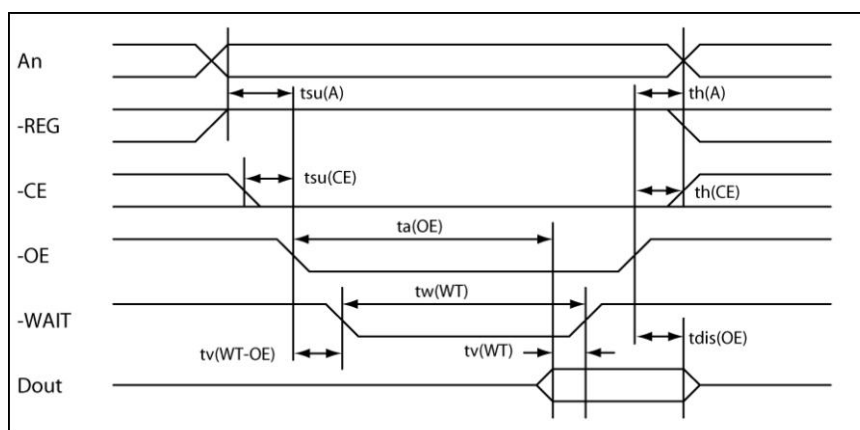 An
tsu(A)
th(A)
-REG
tsu(CE)
-CE
th(CE)
ta(OE)
-OE
tw(WT)
-WAIT
tv(WT-OE)
tv(WT)
tdis(OE)
Dout